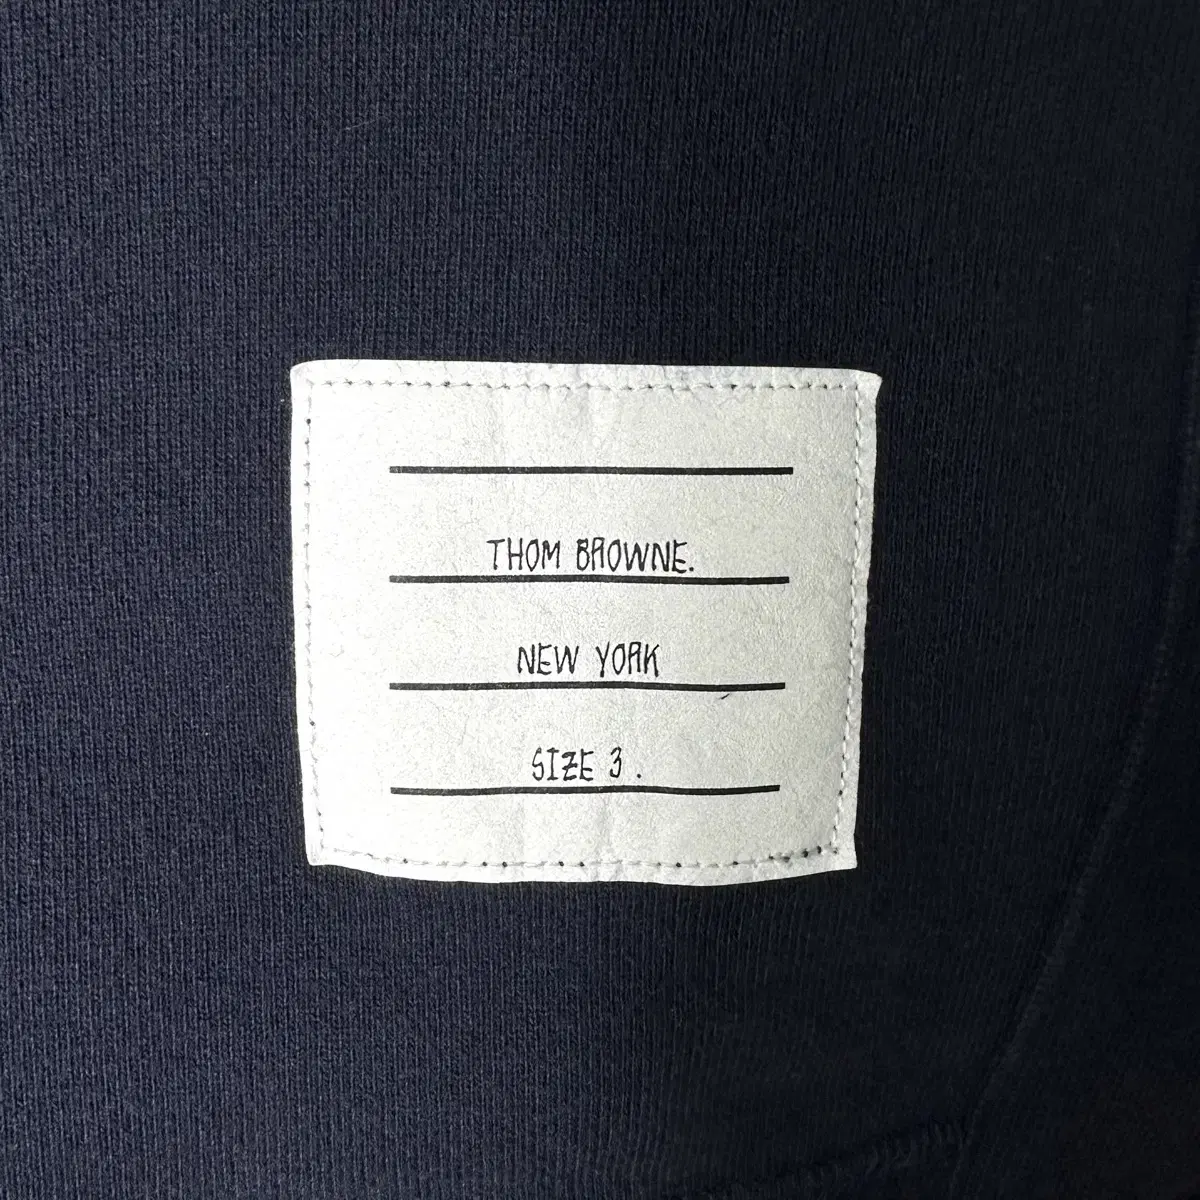 THOM BROWNE.
NEW YORK
SIZE 3.